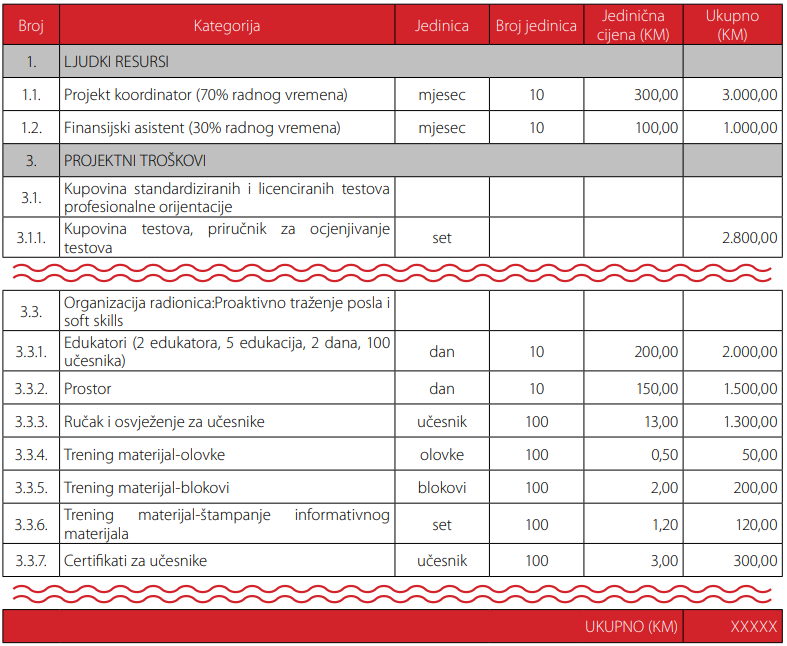 Broj Kategorija Jedinica Broj jedinica Jedinična cijena (KM) Ukupno (KM)
1. LJUDKI RESURSI
1.1. Projekt koordinator (70% radnog vremena) mjesec 10 300,00 3.000,00
1.2. Finansijski asistent (30% radnog vremena) mjesec 10 100,00 1.000,00
3. PROJEKTNI TROŠKOVI
3.1. Kupovina standardiziranih i licenciranih testova
profesionalne orijentacije
3.1.1. Kupovina testova, priručnik za ocjenjivanje
testova set 2.800,00
3.3. Organizacija radionica:Proaktivno traženje posla i
soft skills
3.3.1. Edukatori (2 edukatora, 5 edukacija, 2 dana, 100
učesnika) dan 10 200,00 2.000,00
3.3.2. Prostor dan 10 150,00 1.500,00
3.3.3. Ručak i osvježenje za učesnike učesnik 100 13,00 1.300,00
3.3.4. Trening materijal-olovke olovke 100 0,50 50,00
3.3.5. Trening materijal-blokovi blokovi 100 2,00 200,00
3.3.6. Trening materijal-štampanje informativnog
materijala set 100 1,20 120,00
3.3.7. Certifikati za učesnike učesnik 100 3,00 300,00
UKUPNO (KM) XXXXX